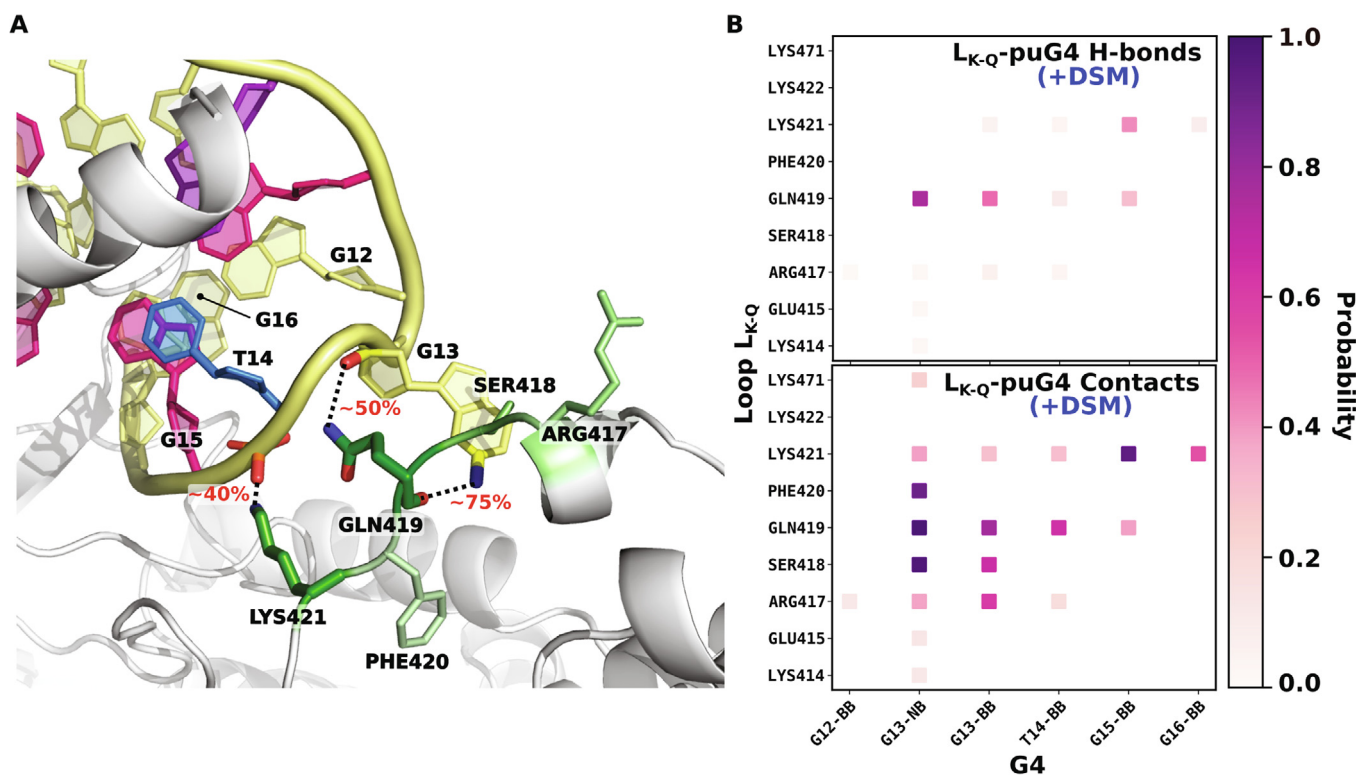 A
G12
G16
T14
G13
SER418
~50%
ARG417
G15
~40%
~75%
GLN419
LYS421
PHE420
B
L_K-Q-puG4 H-bonds
(+DSM)
LYS471
LYS422
LYS421
PHE420
GLN419
SER418
ARG417
GLU415
LYS414
L_K-Q-puG4 Contacts
(+DSM)
LYS471
LYS422
LYS421
PHE420
GLN419
SER418
ARG417
GLU415
LYS414
Loop L_K-Q
G12-BB
G13-NB
G13-BB
T14-BB
G15-BB
G16-BB
G4
1.0
0.8
0.6
0.4
0.2
0.0
Probability